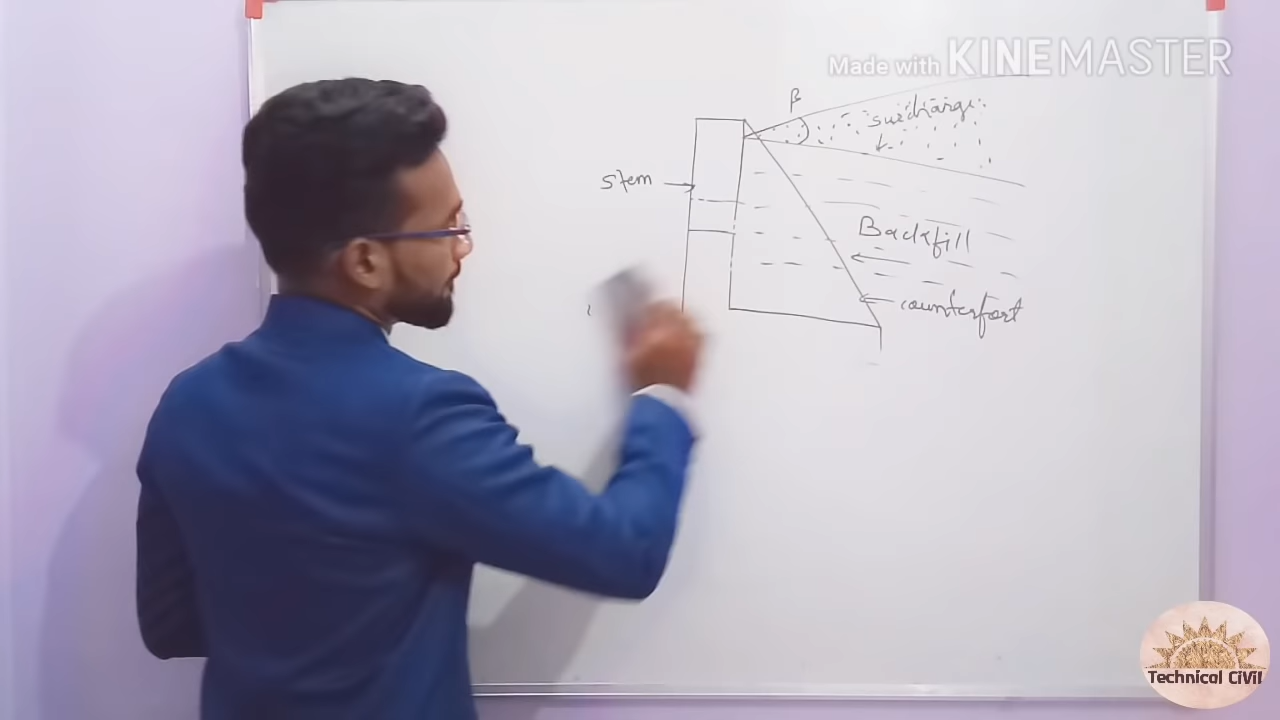 Made with KINEMASTER
β
surcharge
stem
Backfill
counterfort
Technical CiVil